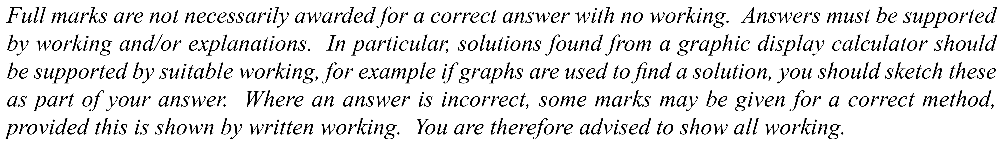 Full marks are not necessarily awarded for a correct answer with no working. Answers must be supported
by working and/or explanations. In particular, solutions found from a graphic display calculator should
be supported by suitable working, for example if graphs are used to find a solution, you should sketch these
as part of your answer. Where an answer is incorrect, some marks may be given for a correct method,
provided this is shown by written working. You are therefore advised to show all working.